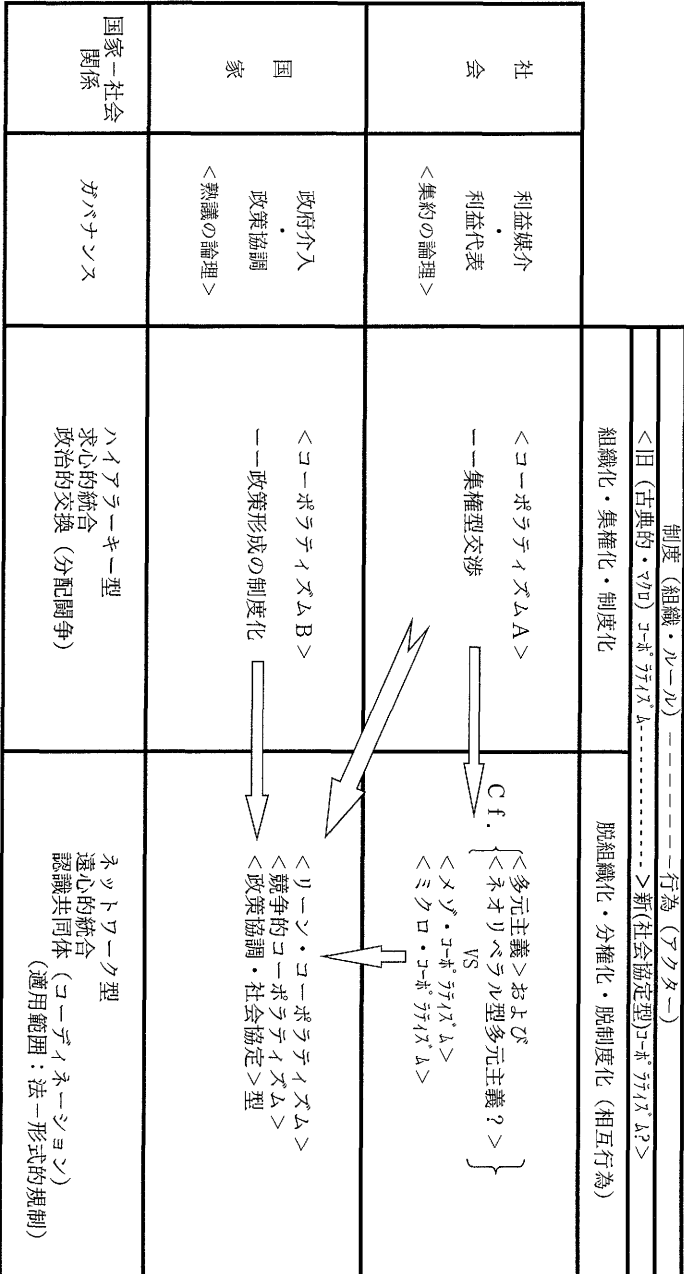 制度（組織・ルール）－－－－－－－行為（アクター）
＜旧（古典的・マクロ）コーポラティズム--------------＞新(社会協定型)コーポラティズム?＞
組織化・集権化・制度化
脱組織化・分権化・脱制度化（相互行為）
社会
利益媒介
・
利益代表
＜集約の論理＞
＜コーポラティズムA＞
－－集権型交渉
Cf.
＜多元主義＞および
＜ネオリベラル型多元主義？＞
VS
＜メゾ・コーポラティズム＞
＜ミクロ・コーポラティズム＞
国家
政府介入
・
政策協調
＜熟議の論理＞
＜コーポラティズムB＞
－－政策形成の制度化
＜リーン・コーポラティズム＞
＜競争的コーポラティズム＞
＜政策協調・社会協定＞型
国家－社会
関係
ガバナンス
ハイアラーキー型
求心的統合
政治的交換（分配闘争）
ネットワーク型
遠心的統合
認識共同体（コーディネーション）
（適用範囲：法－形式的規制）